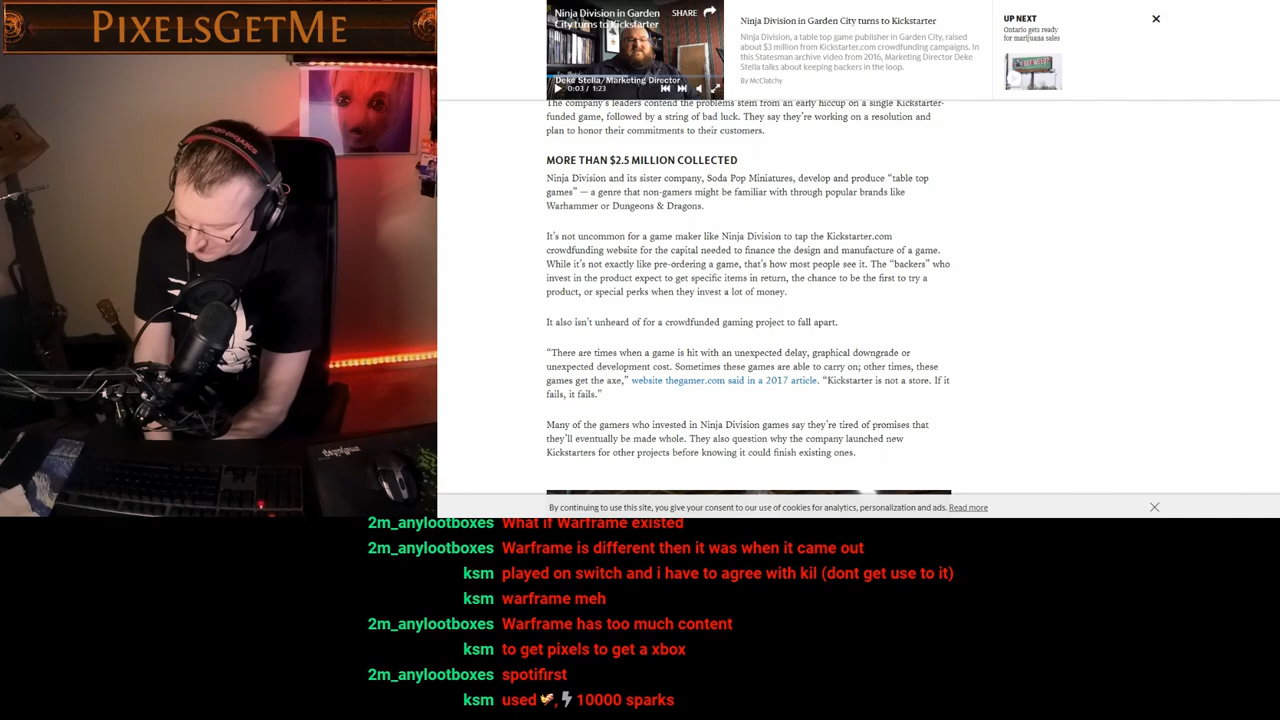 PIXELSGETME
Ninja Division in Garden
City turns to Kickstarter
SHARE
Deke Stella/Marketing Director
0:03 / 1:23
Ninja Division in Garden City turns to Kickstarter
Ninja Division, a table top game publisher in Garden City, raised
about $3 million from Kickstarter.com crowdfunding campaigns. In
this Statesman archive video from 2016, Marketing Director Deke
Stella talks about keeping backers in the loop.
By McClatchy
UP NEXT
Ontario gets ready
for marijuana sales
The company's leaders contend the problems stem from an early hiccup on a single Kickstarter-
funded game, followed by a string of bad luck. They say they're working on a resolution and
plan to honor their commitments to their customers.
MORE THAN $2.5 MILLION COLLECTED
Ninja Division and its sister company, Soda Pop Miniatures, develop and produce “table top
games” — a genre that non-gamers might be familiar with through popular brands like
Warhammer or Dungeons & Dragons.
It's not uncommon for a game maker like Ninja Division to tap the Kickstarter.com
crowdfunding website for the capital needed to finance the design and manufacture of a game.
While it's not exactly like pre-ordering a game, that's how most people see it. The “backers” who
invest in the product expect to get specific items in return, the chance to be the first to try a
product, or special perks when they invest a lot of money.
It also isn't unheard of for a crowdfunded gaming project to fall apart.
“There are times when a game is hit with an unexpected delay, graphical downgrade or
unexpected development cost. Sometimes these games are able to carry on; other times, these
games get the axe,” website thegamer.com said in a 2017 article. “Kickstarter is not a store. If it
fails, it fails.”
Many of the gamers who invested in Ninja Division games say they're tired of promises that
they'll eventually be made whole. They also question why the company launched new
Kickstarters for other projects before knowing it could finish existing ones.
By continuing to use this site, you give your consent to our use of cookies for analytics, personalization and ads. Read more
2m_anylootboxes What if Warframe existed
2m_anylootboxes Warframe is different then it was when it came out
ksm played on switch and i have to agree with kil (dont get use to it)
ksm warframe meh
2m_anylootboxes Warframe has too much content
ksm to get pixels to get a xbox
2m_anylootboxes spotifirst
ksm used 🐓, ⚡ 10000 sparks